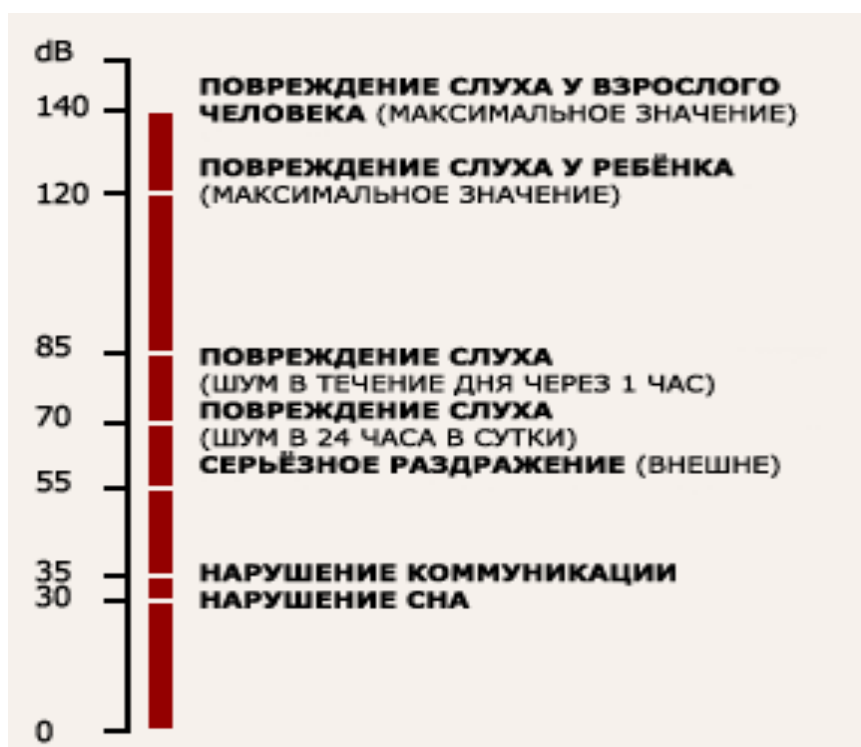 dB
ПОВРЕЖДЕНИЕ СЛУХА У ВЗРОСЛОГО
140 ЧЕЛОВЕКА (МАКСИМАЛЬНОЕ ЗНАЧЕНИЕ)
ПОВРЕЖДЕНИЕ СЛУХА У РЕБЁНКА
120 (МАКСИМАЛЬНОЕ ЗНАЧЕНИЕ)
85 ПОВРЕЖДЕНИЕ СЛУХА
(ШУМ В ТЕЧЕНИЕ ДНЯ ЧЕРЕЗ 1 ЧАС)
70 ПОВРЕЖДЕНИЕ СЛУХА
(ШУМ В 24 ЧАСА В СУТКИ)
СЕРЬЁЗНОЕ РАЗДРАЖЕНИЕ (ВНЕШНЕ)
55
35 НАРУШЕНИЕ КОММУНИКАЦИИ
30 НАРУШЕНИЕ СНА
0